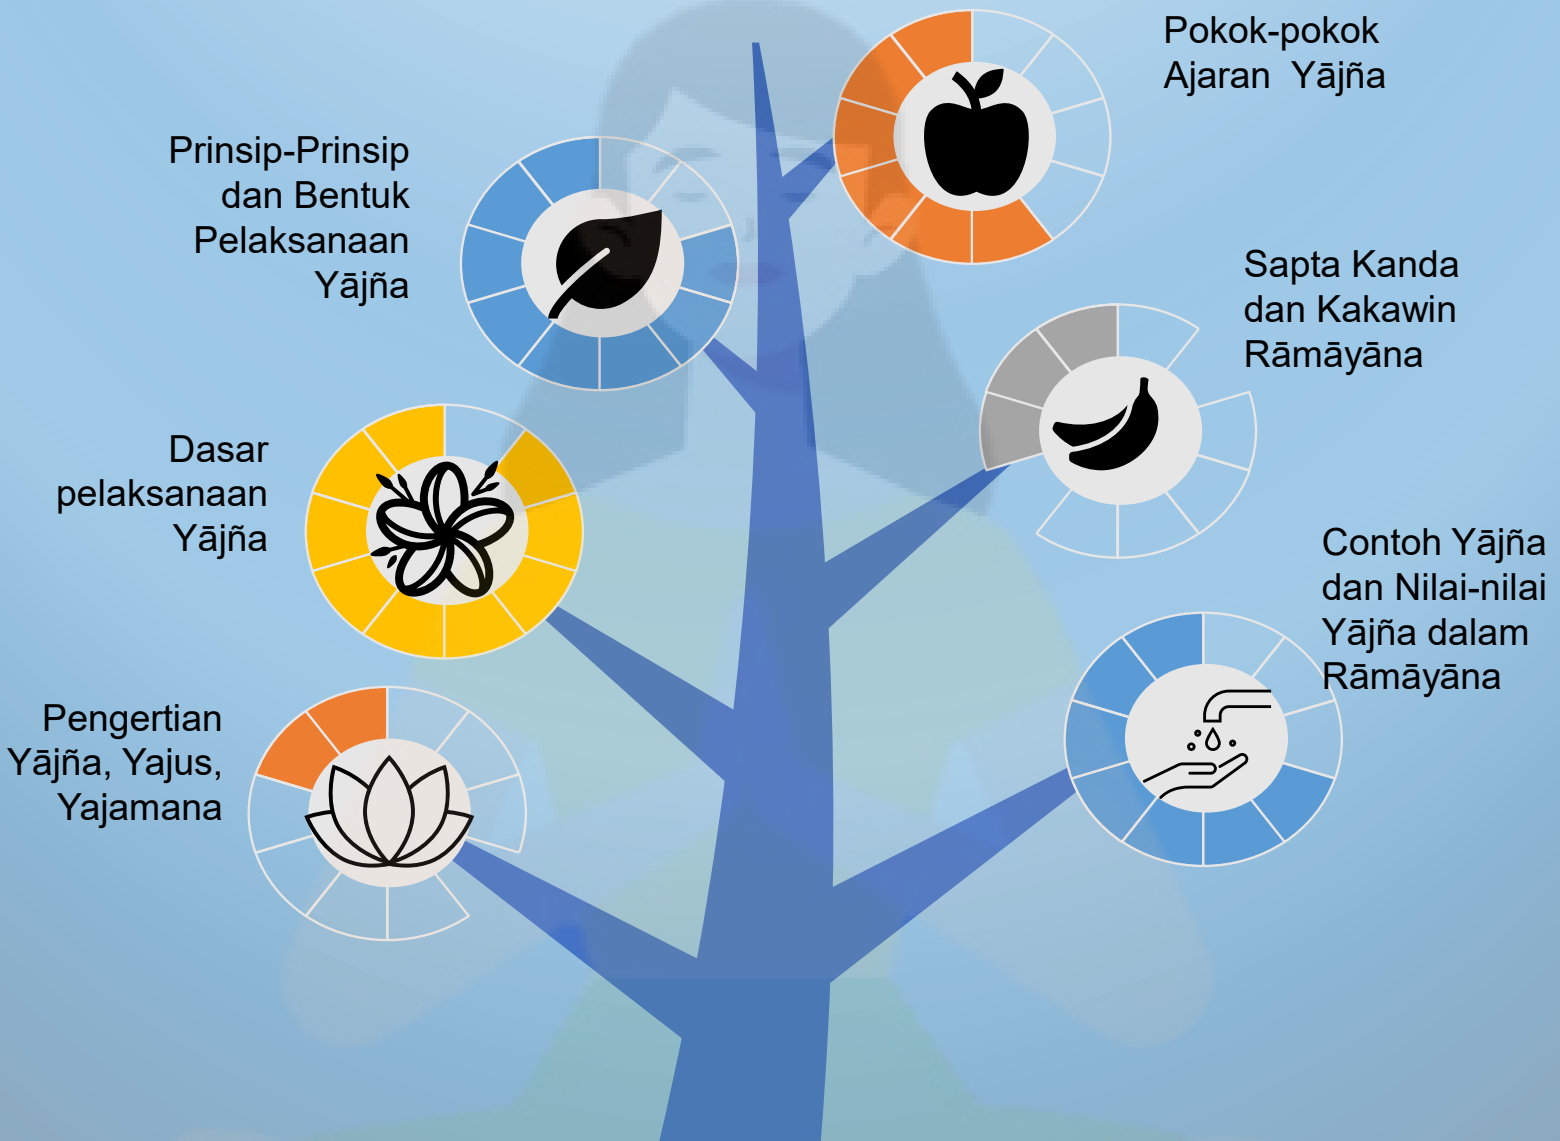 Pokok-pokok
Ajaran  Yājña
Prinsip-Prinsip
dan Bentuk
Pelaksanaan
Yājña
Sapta Kanda
dan Kakawin
Rāmāyāna
Dasar
pelaksanaan
Yājña
Contoh Yājña
dan Nilai-nilai
Yājña dalam
Rāmāyāna
Pengertian
Yājña, Yajus,
Yajamana